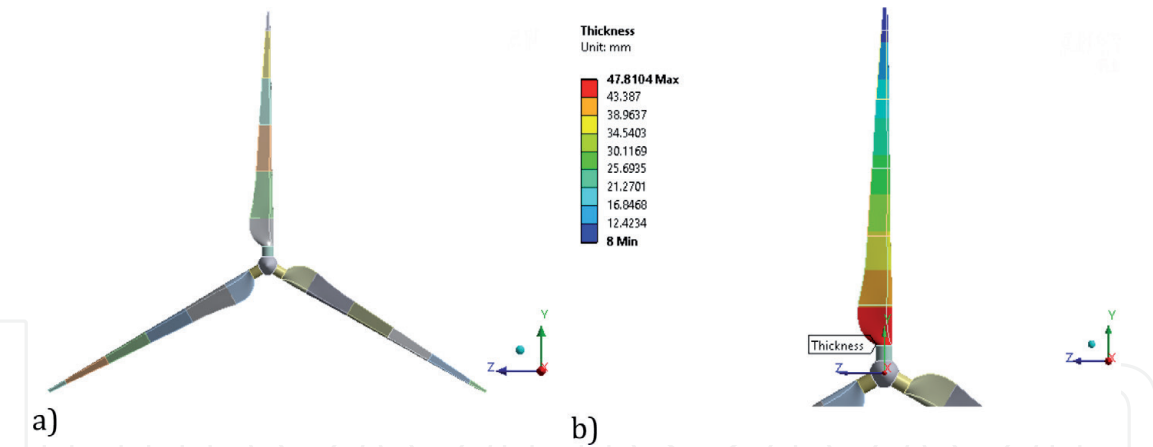 Thickness
Unit: mm
47.8104 Max
43.387
38.9637
34.5403
30.1169
25.6935
21.2701
16.8468
12.4234
8 Min
Y
Z
X
a)
Thickness
Y
Z
X
Y
Z
X
b)